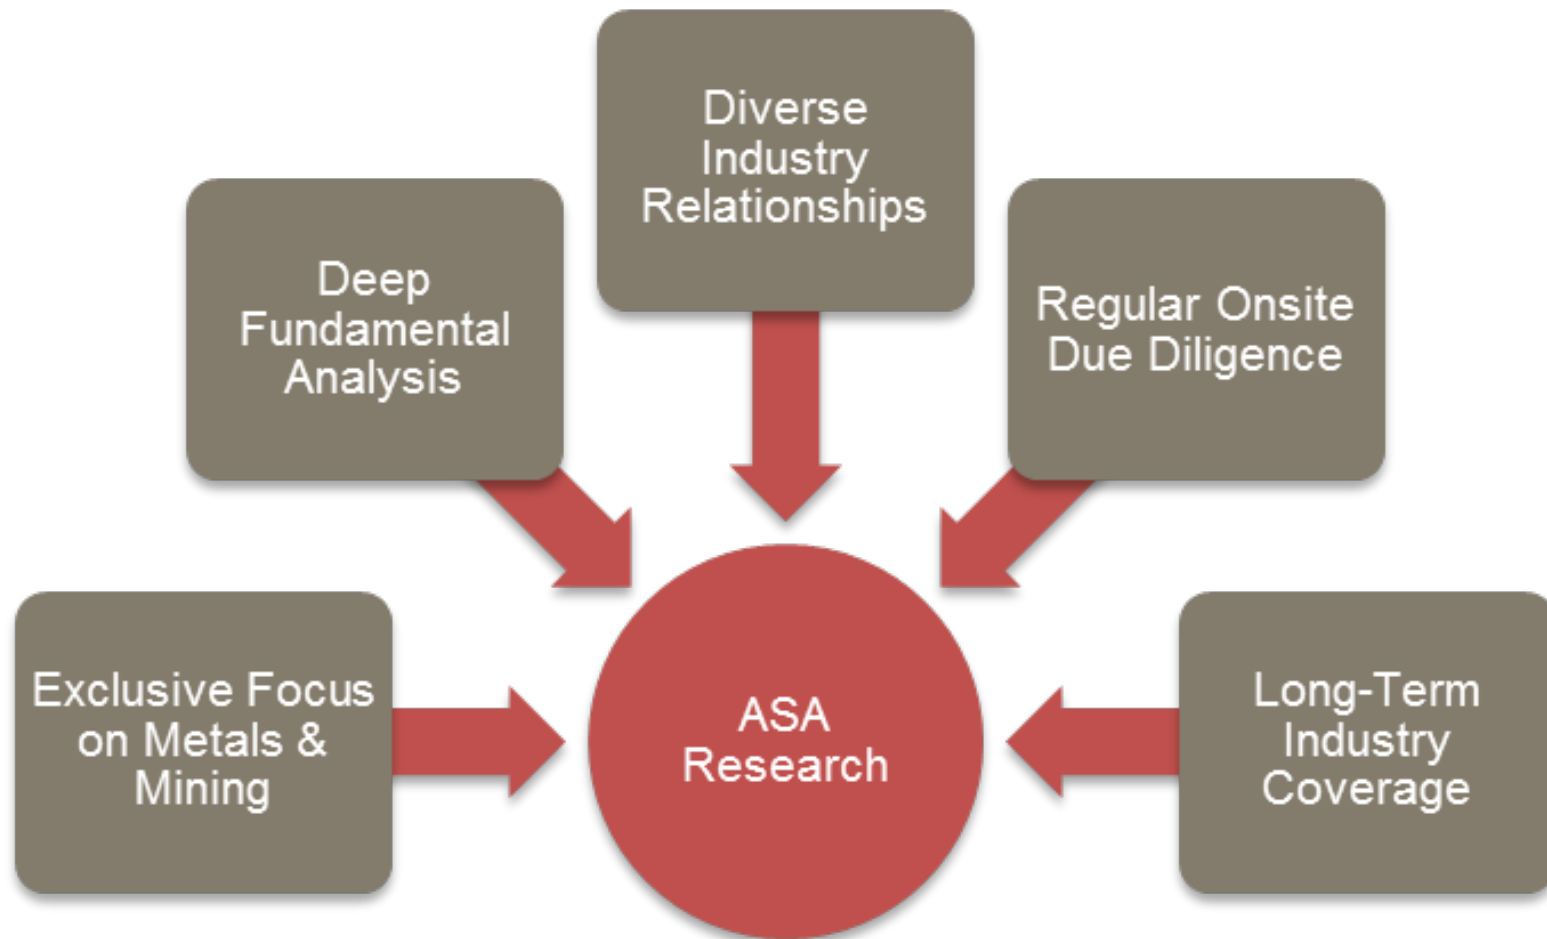 Diverse
Industry
Relationships
Deep
Fundamental
Analysis
Regular Onsite
Due Diligence
Exclusive Focus
on Metals &
Mining
ASA
Research
Long-Term
Industry
Coverage